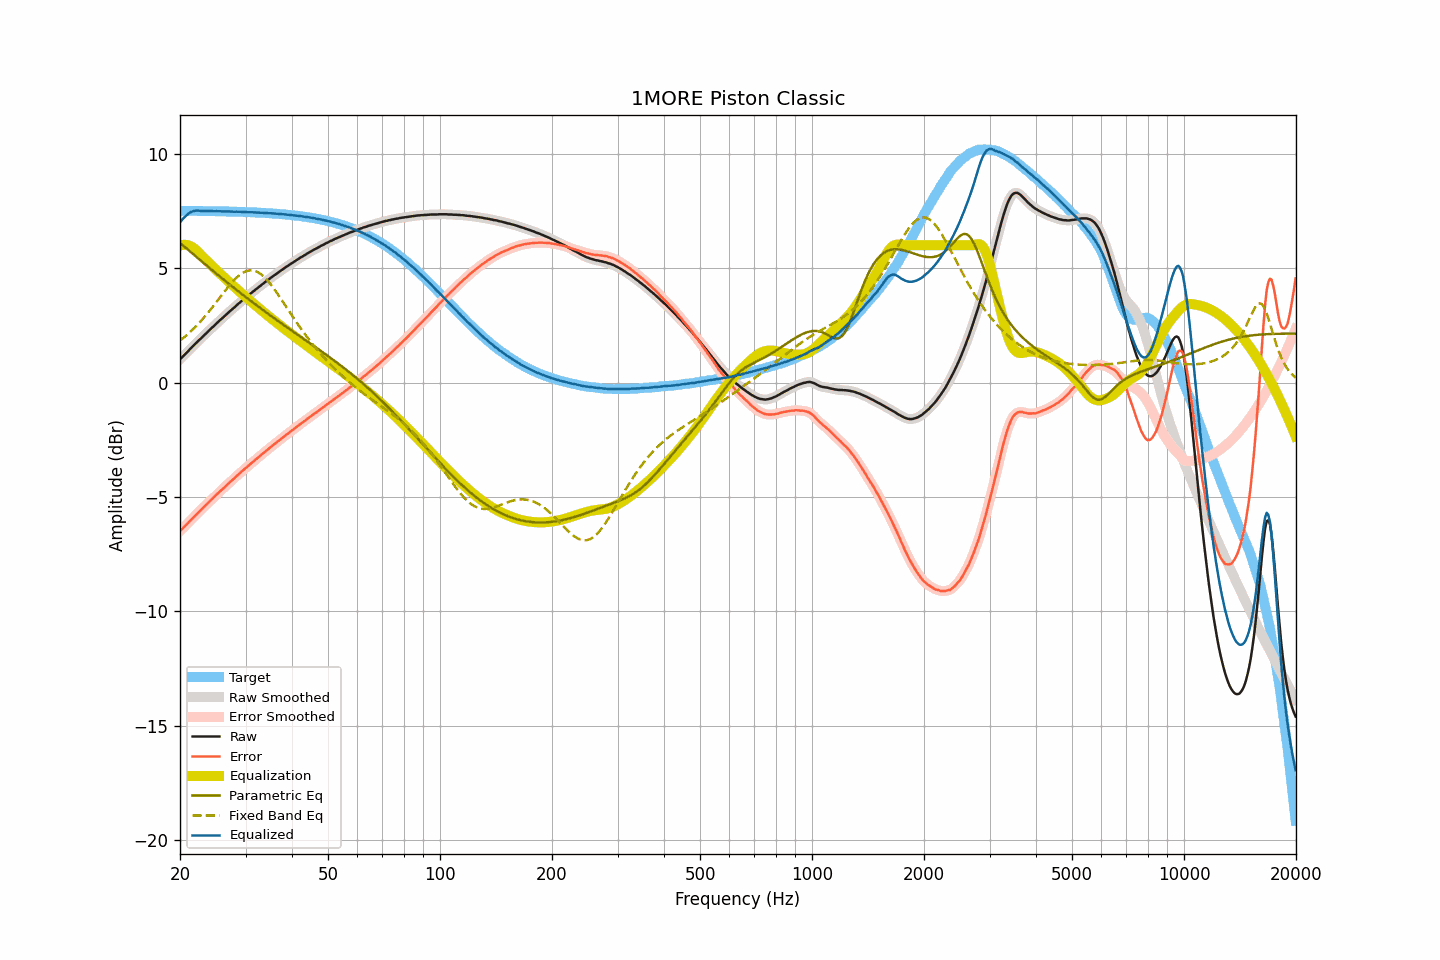 1MORE Piston Classic
Amplitude (dBr)
10
5
0
−5
−10
−15
−20
Target
Raw Smoothed
Error Smoothed
Raw
Error
Equalization
Parametric Eq
Fixed Band Eq
Equalized
20 50 100 200 500 1000 2000 5000 10000 20000
Frequency (Hz)